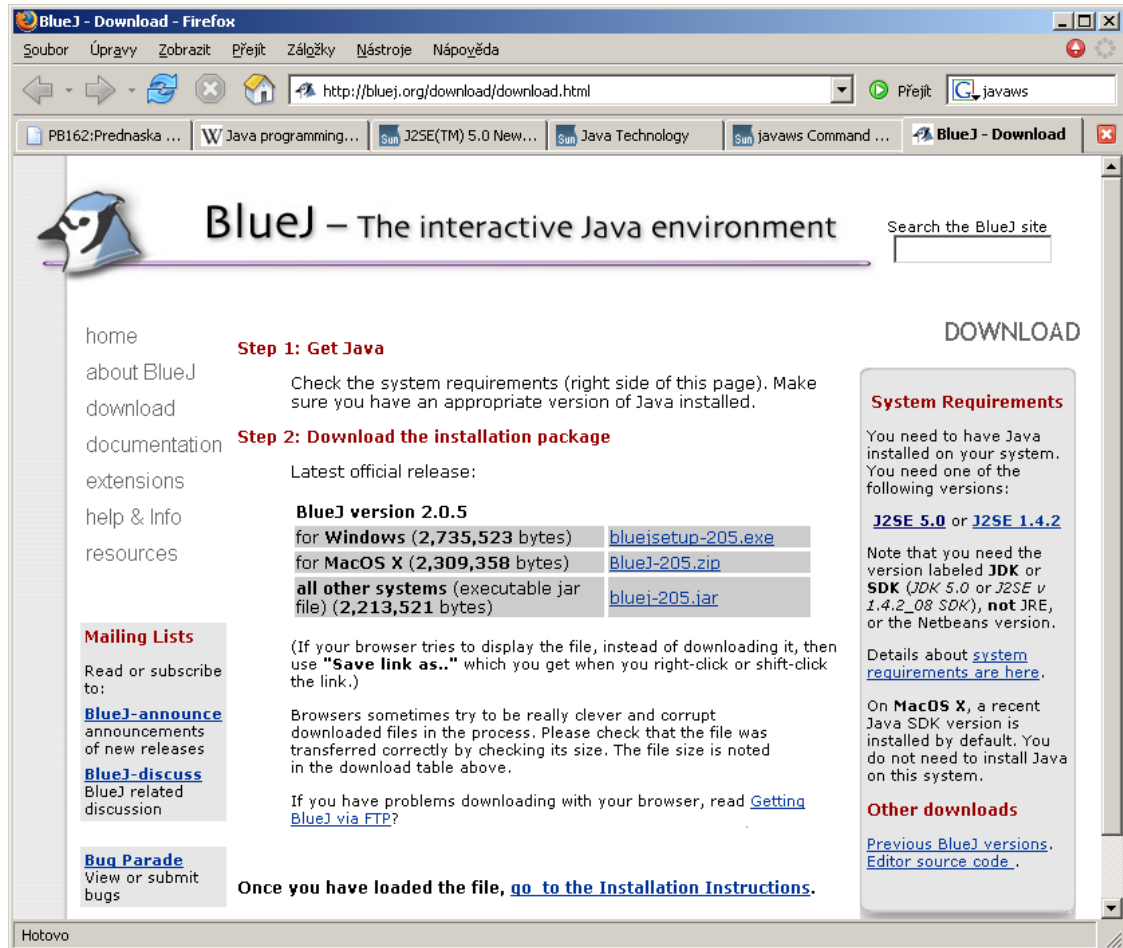 BlueJ - Download - Firefox
Soubor Úpravy Zobrazit Přejít Záložky Nástroje Nápověda
http://bluej.org/download/download.html
Přejít
G javaws
PB162:Prednaska ...
W Java programming...
Sun J2SE(TM) 5.0 New...
Sun Java Technology
Sun javaws Command ...
BlueJ - Download
BlueJ – The interactive Java environment
Search the BlueJ site
home
about BlueJ
download
documentation
extensions
help & Info
resources
Mailing Lists
Read or subscribe
to:
BlueJ-announce
announcements
of new releases
BlueJ-discuss
BlueJ related
discussion
Bug Parade
View or submit
bugs
Step 1: Get Java
Check the system requirements (right side of this page). Make
sure you have an appropriate version of Java installed.
Step 2: Download the installation package
Latest official release:
BlueJ version 2.0.5
for Windows (2,735,523 bytes) bluejsetup-205.exe
for MacOS X (2,309,358 bytes) BlueJ-205.zip
all other systems (executable jar
file) (2,213,521 bytes) bluej-205.jar
(If your browser tries to display the file, instead of downloading it, then
use "Save link as.." which you get when you right-click or shift-click
the link.)
Browsers sometimes try to be really clever and corrupt
downloaded files in the process. Please check that the file was
transferred correctly by checking its size. The file size is noted
in the download table above.
If you have problems downloading with your browser, read Getting
BlueJ via FTP?
Once you have loaded the file, go to the Installation Instructions.
DOWNLOAD
System Requirements
You need to have Java
installed on your system.
You need one of the
following versions:
J2SE 5.0 or J2SE 1.4.2
Note that you need the
version labeled JDK or
SDK (JDK 5.0 or J2SE v
1.4.2_08 SDK), not JRE,
or the Netbeans version.
Details about system
requirements are here.
On MacOS X, a recent
Java SDK version is
installed by default. You
do not need to install Java
on this system.
Other downloads
Previous BlueJ versions.
Editor source code .
Hotovo